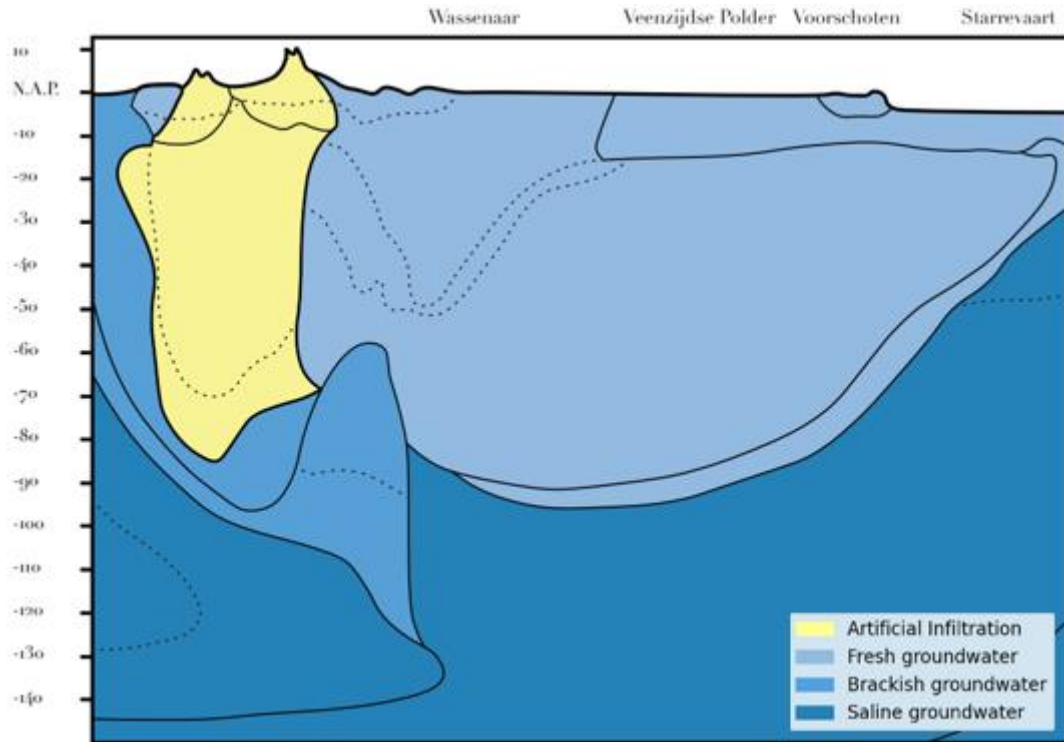 Wassenaar Veenzijdse Polder Voorschoten Starrevaart
10
N.A.P.
-10
-20
-30
-40
-50
-60
-70
-80
-90
-100
-110
-120
-130
-140
Artificial Infiltration
Fresh groundwater
Brackish groundwater
Saline groundwater